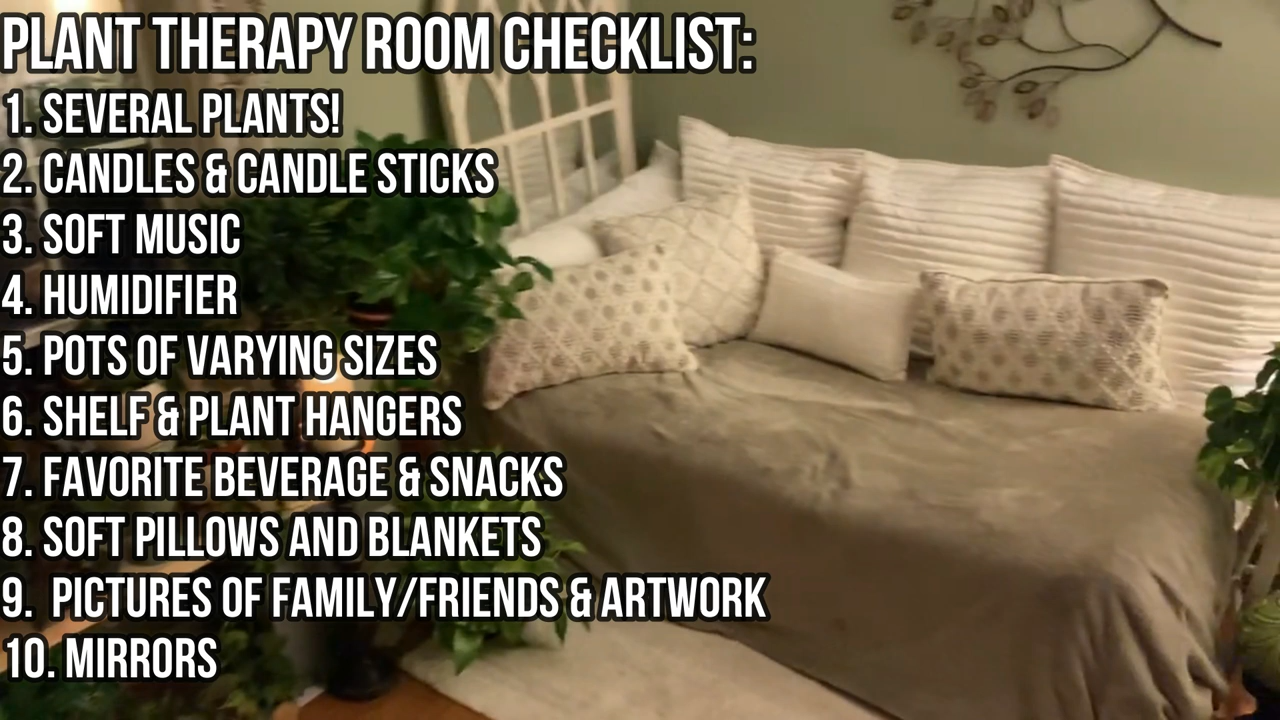 PLANT THERAPY ROOM CHECKLIST:
1. SEVERAL PLANTS!
2. CANDLES & CANDLE STICKS
3. SOFT MUSIC
4. HUMIDIFIER
5. POTS OF VARYING SIZES
6. SHELF & PLANT HANGERS
7. FAVORITE BEVERAGE & SNACKS
8. SOFT PILLOWS AND BLANKETS
9. PICTURES OF FAMILY/FRIENDS & ARTWORK
10. MIRRORS